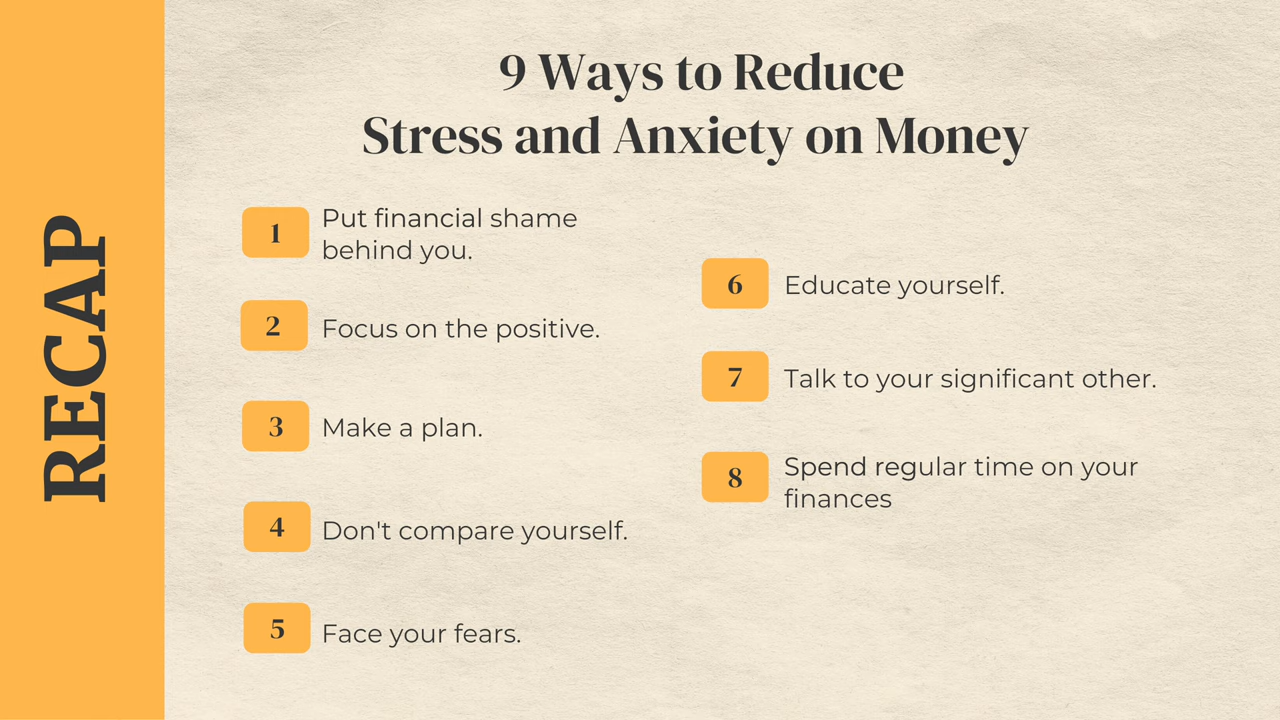 RECAP
9 Ways to Reduce
Stress and Anxiety on Money
1 Put financial shame
behind you.
2 Focus on the positive.
3 Make a plan.
4 Don't compare yourself.
5 Face your fears.
6 Educate yourself.
7 Talk to your significant other.
8 Spend regular time on your
finances